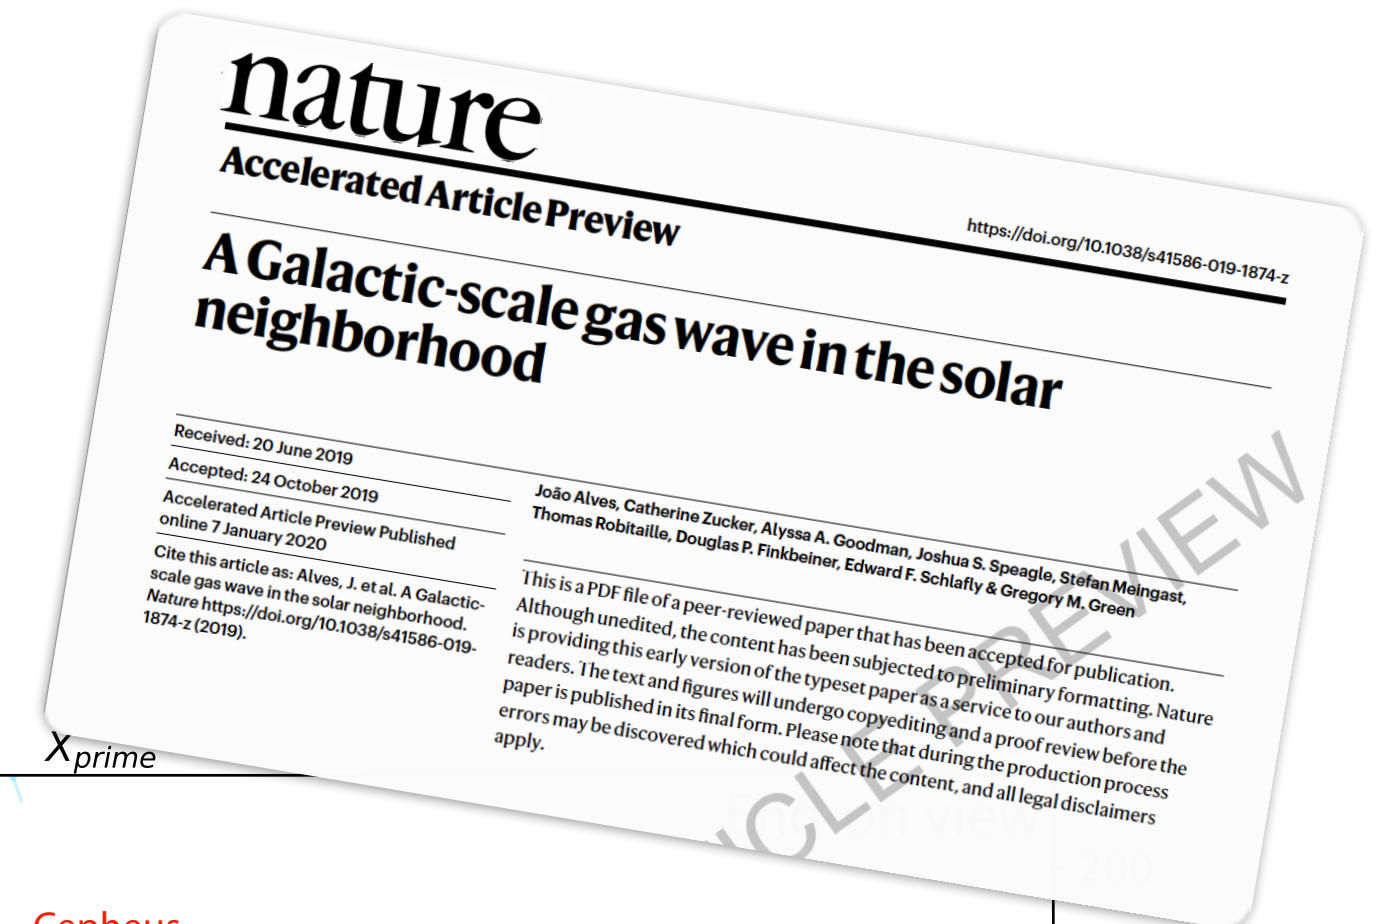 nature
Accelerated Article Preview
https://doi.org/10.1038/s41586-019-1874-z
A Galactic-scale gas wave in the solar
neighborhood
Received: 20 June 2019
Accepted: 24 October 2019
Accelerated Article Preview Published
online 7 January 2020
Cite this article as: Alves, J. et al. A Galactic-
scale gas wave in the solar neighborhood.
Nature https://doi.org/10.1038/s41586-019-
1874-z (2019).
João Alves, Catherine Zucker, Alyssa A. Goodman, Joshua S. Speagle, Stefan Meingast,
Thomas Robitaille, Douglas P. Finkbeiner, Edward F. Schlafly & Gregory M. Green
This is a PDF file of a peer-reviewed paper that has been accepted for publication.
Although unedited, the content has been subjected to preliminary formatting. Nature
is providing this early version of the typeset paper as a service to our authors and
readers. The text and figures will undergo copyediting and a proof review before the
paper is published in its final form. Please note that during the production process
errors may be discovered which could affect the content, and all legal disclaimers
apply.
CLE PREVIEW
Xprime
view
200